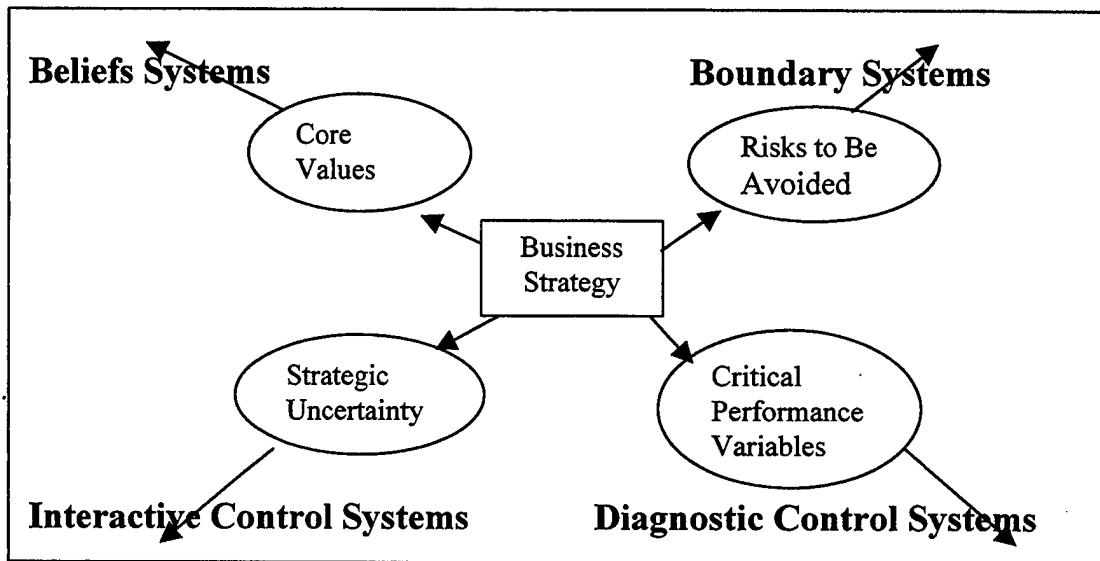 Beliefs Systems
Boundary Systems
Core
Values
Risks to Be
Avoided
Business
Strategy
Strategic
Uncertainty
Critical
Performance
Variables
Interactive Control Systems
Diagnostic Control Systems